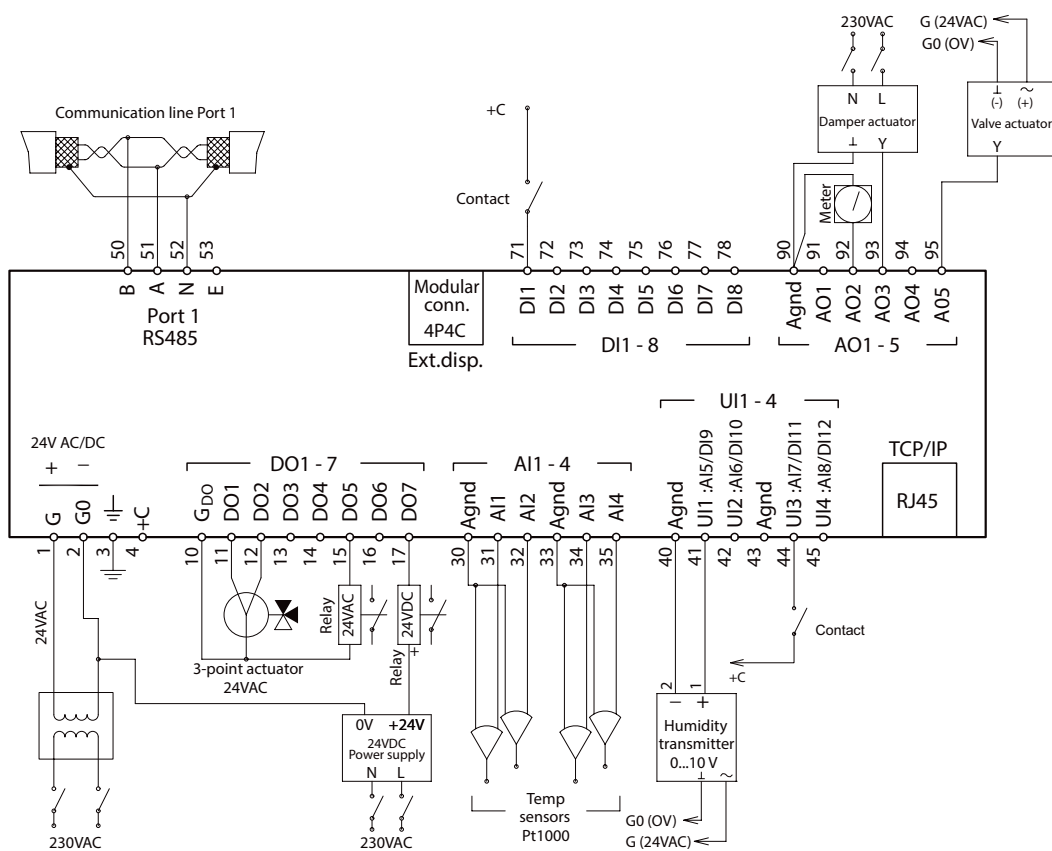 230VAC
G (24VAC)
G0 (OV)
Communication line Port 1
+C
N L
Damper actuator
⊥ Y
⊥ ~
(-) (+)
Valve actuator
Y
Contact
Meter
50 51 52 53
71 72 73 74 75 76 77 78
90 91 92 93 94 95
B A N E
Port 1
RS485
Modular
conn.
4P4C
Ext.disp.
DI1 DI2 DI3 DI4 DI5 DI6 DI7 DI8
DI1 - 8
Agnd AO1 AO2 AO3 AO4 A05
AO1 - 5
24V AC/DC
+ −
G G0 +C
DO1 - 7
GDO DO1 DO2 DO3 DO4 DO5 DO6 DO7
AI1 - 4
Agnd AI1 AI2 Agnd AI3 AI4
UI1 - 4
Agnd
UI1 :AI5/DI9
UI2 :AI6/DI10
Agnd
UI3 :AI7/DI11
UI4 :AI8/DI12
TCP/IP
RJ45
1 2 3 4
10 11 12 13 14 15 16 17
30 31 32 33 34 35
40 41 42 43 44 45
24VAC
3-point actuator
24VAC
Relay
24VAC
Relay
24VDC
+
Contact
+C
0V +24V
24VDC
Power supply
N L
2 1
− +
Humidity
transmitter
0...10 V
⊥ ~
Temp
sensors
Pt1000
G0 (OV)
G (24VAC)
230VAC
230VAC